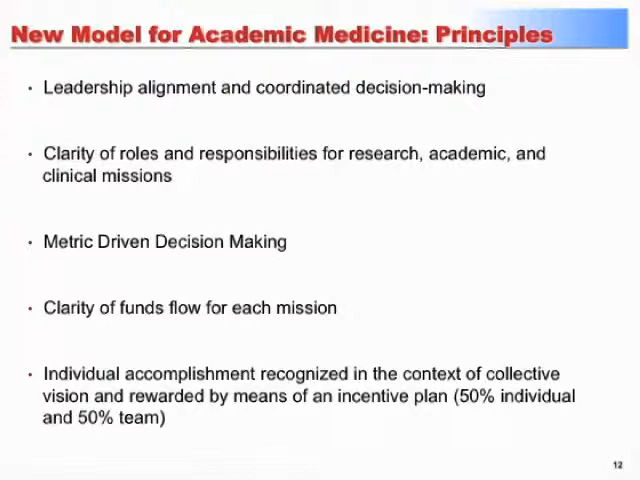 New Model for Academic Medicine: Principles
• Leadership alignment and coordinated decision-making
• Clarity of roles and responsibilities for research, academic, and
clinical missions
• Metric Driven Decision Making
• Clarity of funds flow for each mission
• Individual accomplishment recognized in the context of collective
vision and rewarded by means of an incentive plan (50% individual
and 50% team)
12